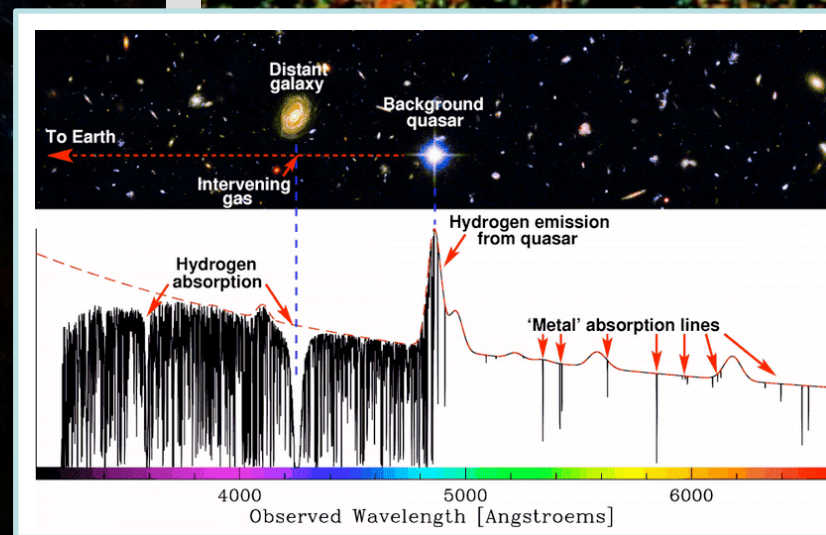 Distant
galaxy
Background
quasar
To Earth
Intervening
gas
Hydrogen emission
from quasar
Hydrogen
absorption
‘Metal’ absorption lines
4000
5000
6000
Observed Wavelength [Angstroems]